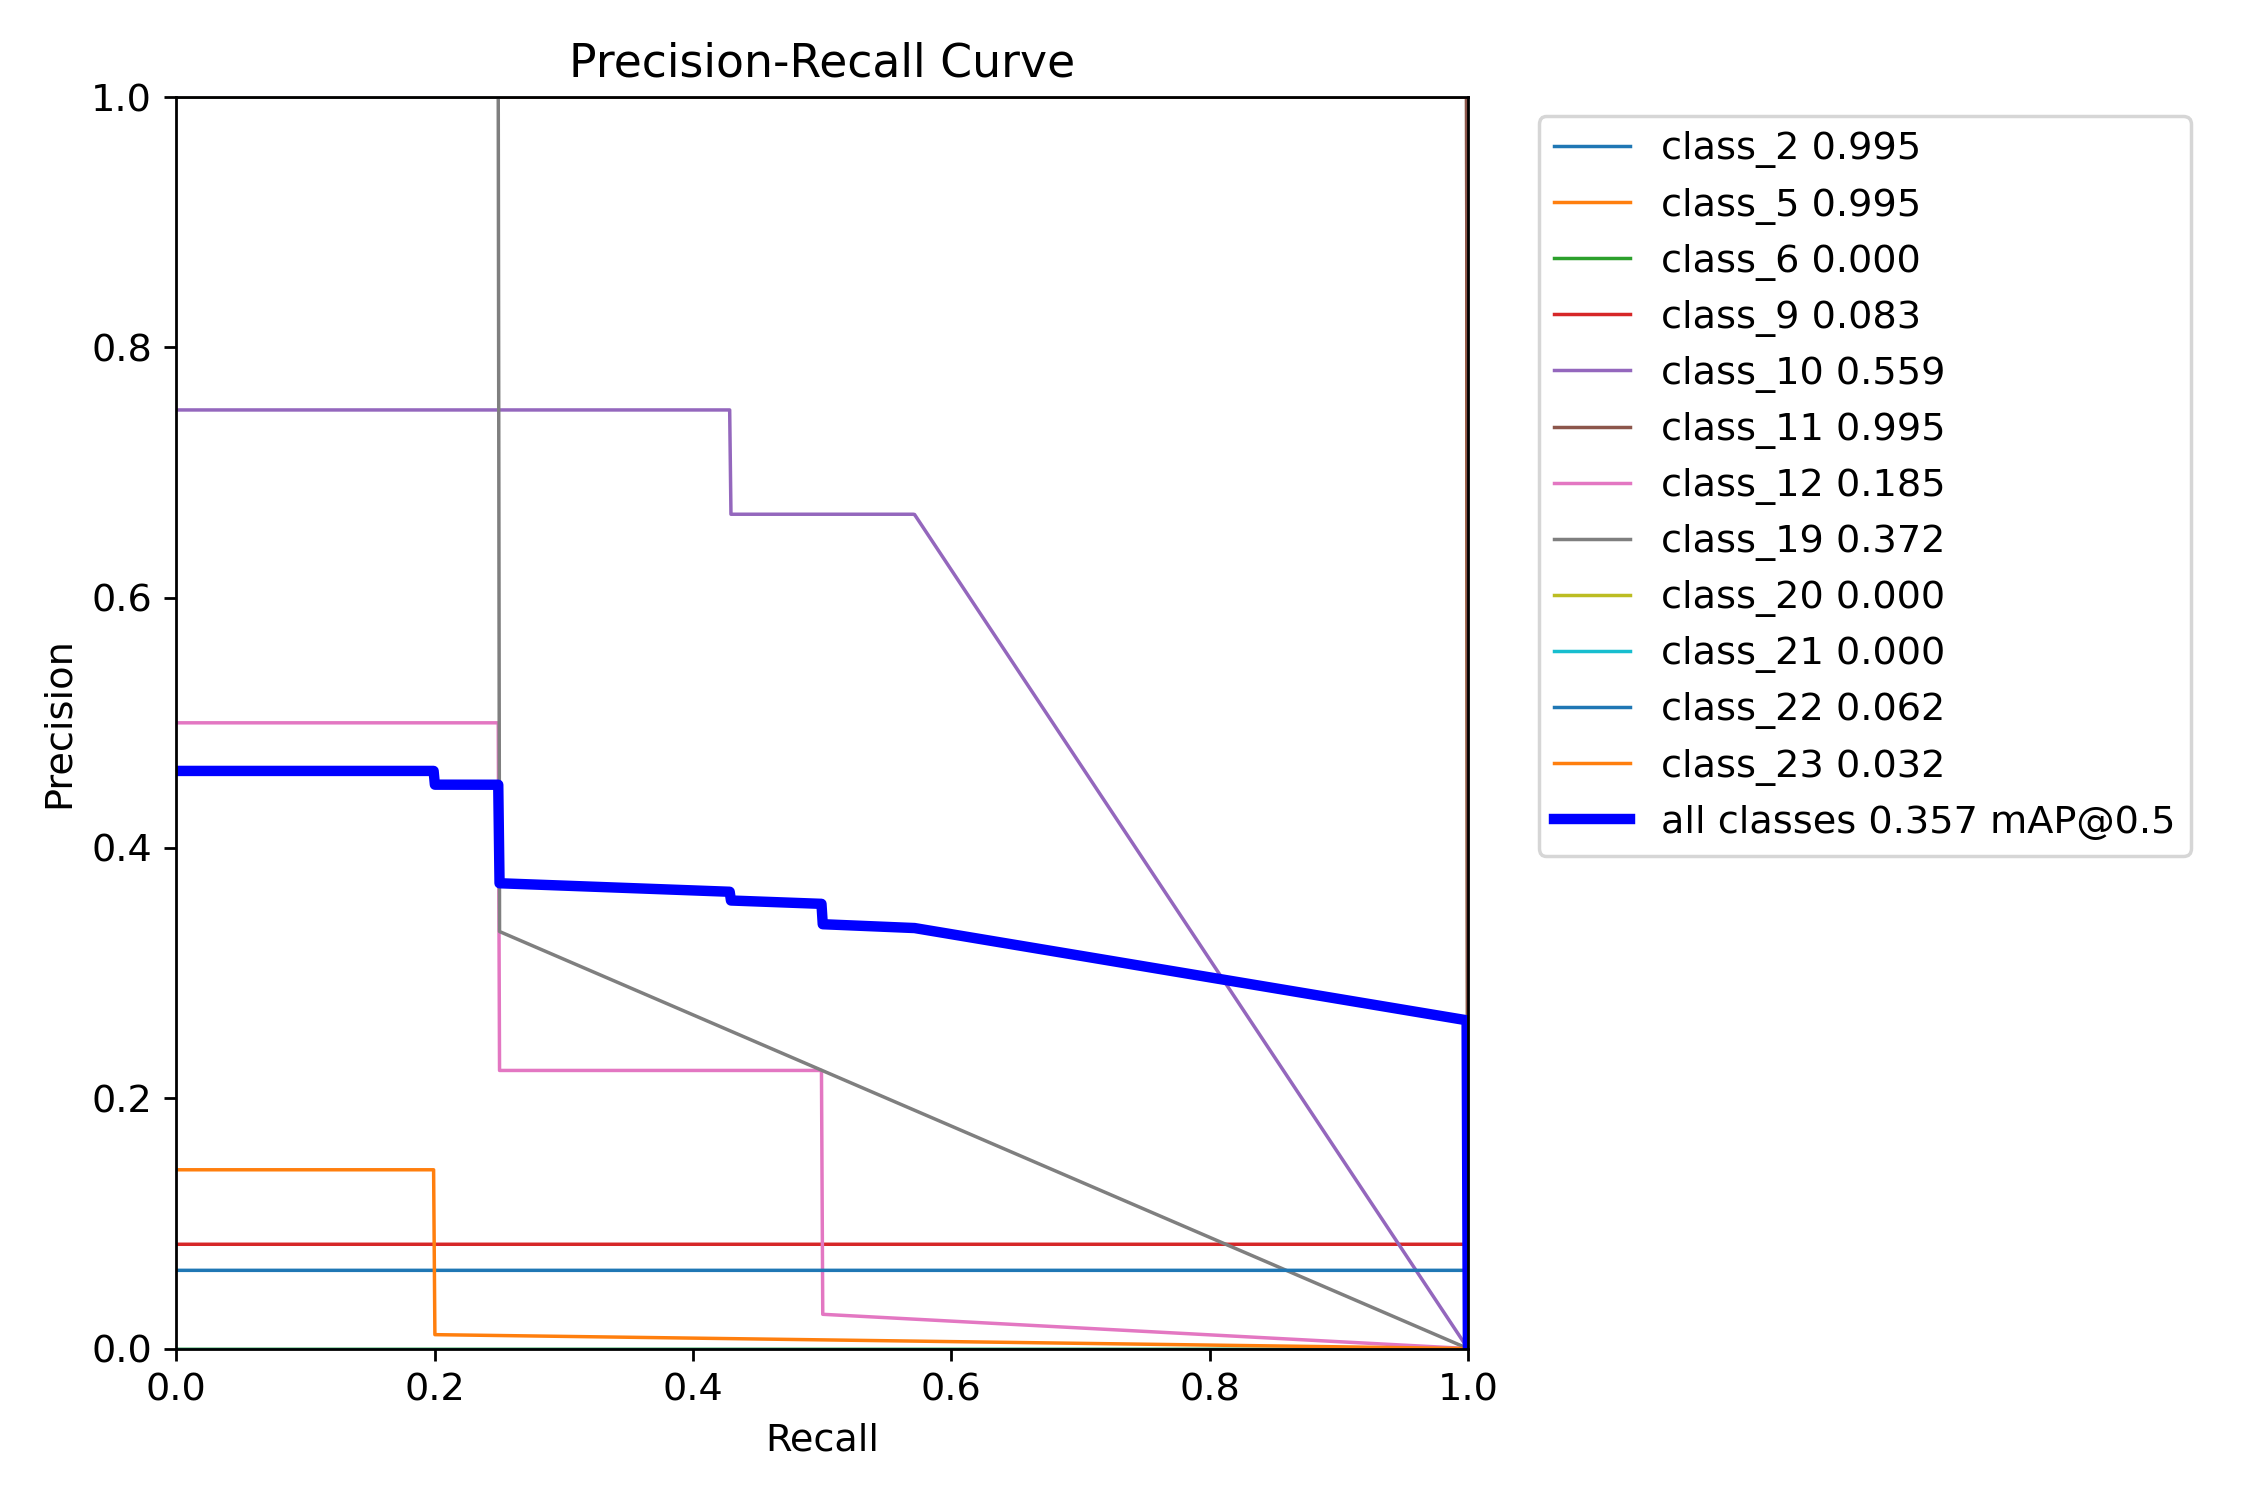 Precision-Recall Curve
1.0
0.8
0.6
0.4
0.2
0.0
Precision
0.0 0.2 0.4 0.6 0.8 1.0
Recall
class_2 0.995
class_5 0.995
class_6 0.000
class_9 0.083
class_10 0.559
class_11 0.995
class_12 0.185
class_19 0.372
class_20 0.000
class_21 0.000
class_22 0.062
class_23 0.032
all classes 0.357 mAP@0.5